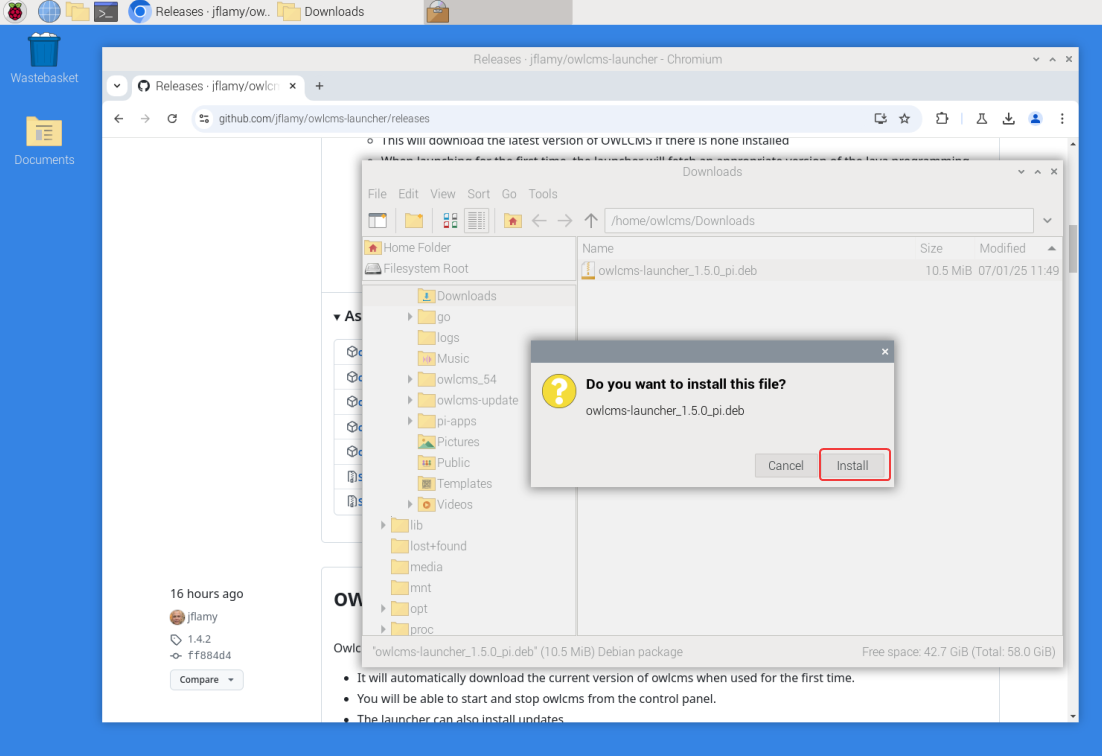 Releases · jflamy/ow..
Downloads
Wastebasket
Documents
Releases · jflamy/owlcms-launcher - Chromium
Releases · jflamy/owlcm
github.com/jflamy/owlcms-launcher/releases
This will download the latest version of OWLCMS if there is none installed
When launching for the first time, the launcher will fetch an appropriate version of the Java programming
Downloads
File Edit View Sort Go Tools
/home/owlcms/Downloads
Home Folder
Filesystem Root
Downloads
go
logs
Music
owlcms_54
owlcms-update
pi-apps
Pictures
Public
Templates
Videos
lib
lost+found
media
mnt
opt
proc
Name Size Modified
owlcms-launcher_1.5.0_pi.deb 10.5 MiB 07/01/25 11:49
Do you want to install this file?
owlcms-launcher_1.5.0_pi.deb
Cancel Install
"owlcms-launcher_1.5.0_pi.deb" (10.5 MiB) Debian package
Free space: 42.7 GiB (Total: 58.0 GiB)
As
16 hours ago
jflamy
1.4.2
ff884d4
Compare
OW
Owlc
It will automatically download the current version of owlcms when used for the first time.
You will be able to start and stop owlcms from the control panel.
The launcher can also install updates